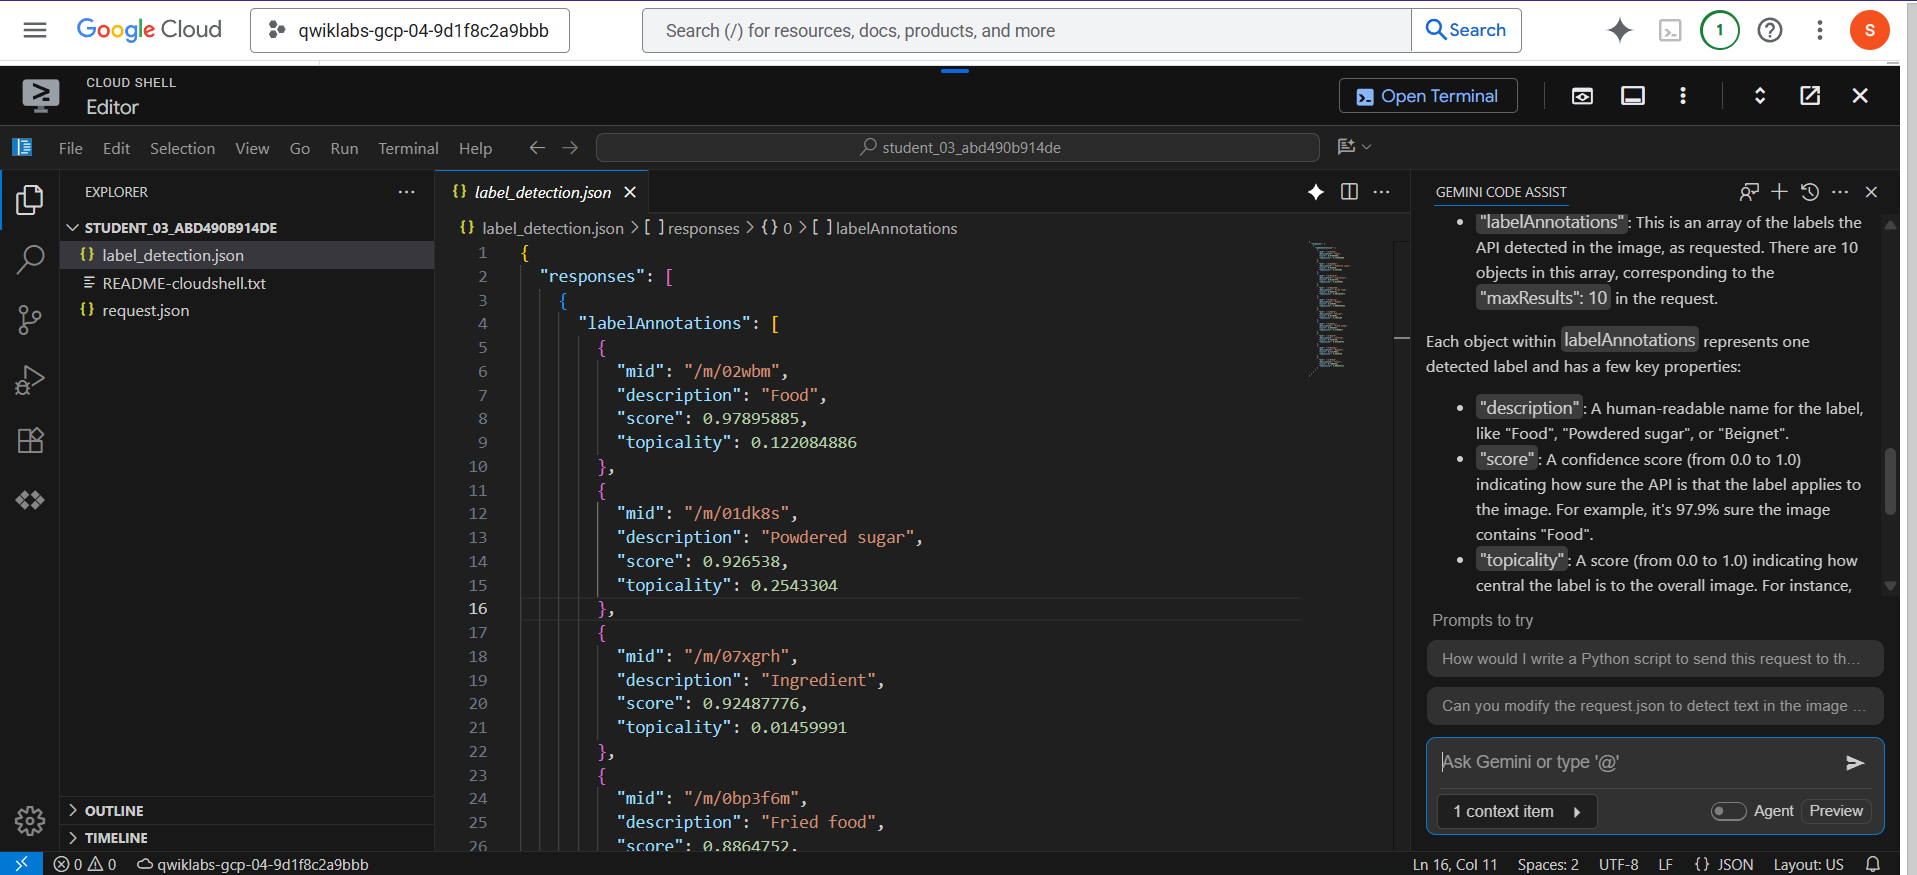 Google Cloud
qwiklabs-gcp-04-9d1f8c2a9bbb
Search (/) for resources, docs, products, and more
Search
1
S
CLOUD SHELL
Editor
Open Terminal
File Edit Selection View Go Run Terminal Help
student_03_abd490b914de
EXPLORER
STUDENT_03_ABD490B914DE
{} label_detection.json
README-cloudshell.txt
{} request.json
OUTLINE
TIMELINE
{} label_detection.json
{} label_detection.json > [ ] responses > {} 0 > [ ] labelAnnotations
1 {
2 "responses": [
3 {
4 "labelAnnotations": [
5 {
6 "mid": "/m/02wbm",
7 "description": "Food",
8 "score": 0.97895885,
9 "topicality": 0.122084886
10 },
11 {
12 "mid": "/m/01dk8s",
13 "description": "Powdered sugar",
14 "score": 0.926538,
15 "topicality": 0.2543304
16 },
17 {
18 "mid": "/m/07xgrh",
19 "description": "Ingredient",
20 "score": 0.92487776,
21 "topicality": 0.01459991
22 },
23 {
24 "mid": "/m/0bp3f6m",
25 "description": "Fried food",
26 "score": 0.8864752,
GEMINI CODE ASSIST
• "labelAnnotations": This is an array of the labels the
API detected in the image, as requested. There are 10
objects in this array, corresponding to the
"maxResults": 10 in the request.
Each object within labelAnnotations represents one
detected label and has a few key properties:
• "description": A human-readable name for the label,
like "Food", "Powdered sugar", or "Beignet".
• "score": A confidence score (from 0.0 to 1.0)
indicating how sure the API is that the label applies to
the image. For example, it's 97.9% sure the image
contains "Food".
• "topicality": A score (from 0.0 to 1.0) indicating how
central the label is to the overall image. For instance,
Prompts to try
How would I write a Python script to send this request to th...
Can you modify the request.json to detect text in the image ...
Ask Gemini or type '@'
1 context item
Agent Preview
0 0 qwiklabs-gcp-04-9d1f8c2a9bbb
Ln 16, Col 11 Spaces: 2 UTF-8 LF {} JSON Layout: US